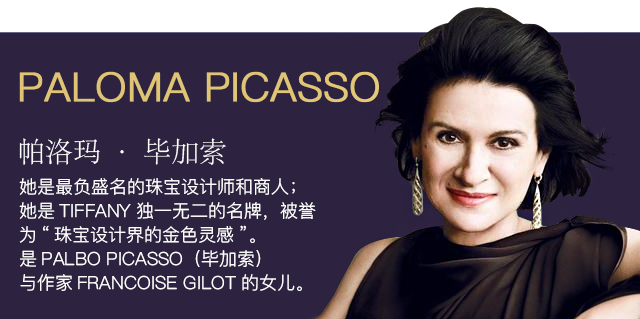 PALOMA PICASSO
帕洛玛 · 毕加索
她是最负盛名的珠宝设计师和商人；
她是 TIFFANY 独一无二的名牌，被誉
为“ 珠宝设计界的金色灵感 ”。
是 PALBO PICASSO（毕加索）
与作家 FRANCOISE GILOT 的女儿。